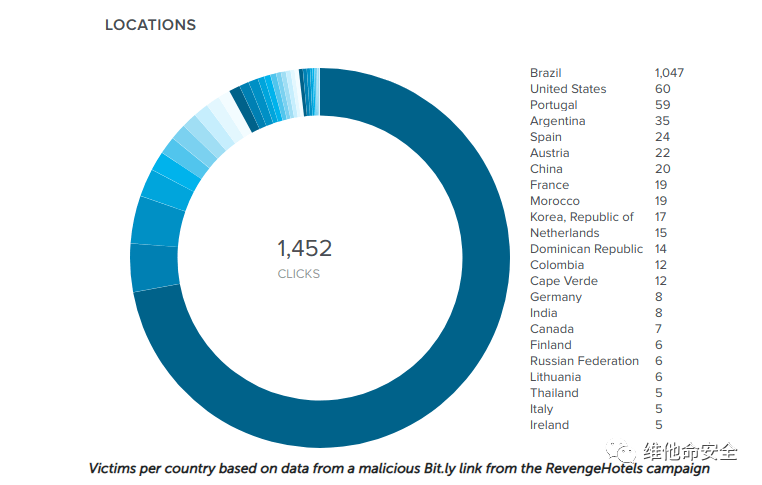 LOCATIONS
1,452
CLICKS
Brazil 1,047
United States 60
Portugal 59
Argentina 35
Spain 24
Austria 22
China 20
France 19
Morocco 19
Korea, Republic of 17
Netherlands 15
Dominican Republic 14
Colombia 12
Cape Verde 12
Germany 8
India 8
Canada 7
Finland 6
Russian Federation 6
Lithuania 6
Thailand 5
Italy 5
Ireland 5
维他命安全
Victims per country based on data from a malicious Bit.ly link from the RevengeHotels campaign